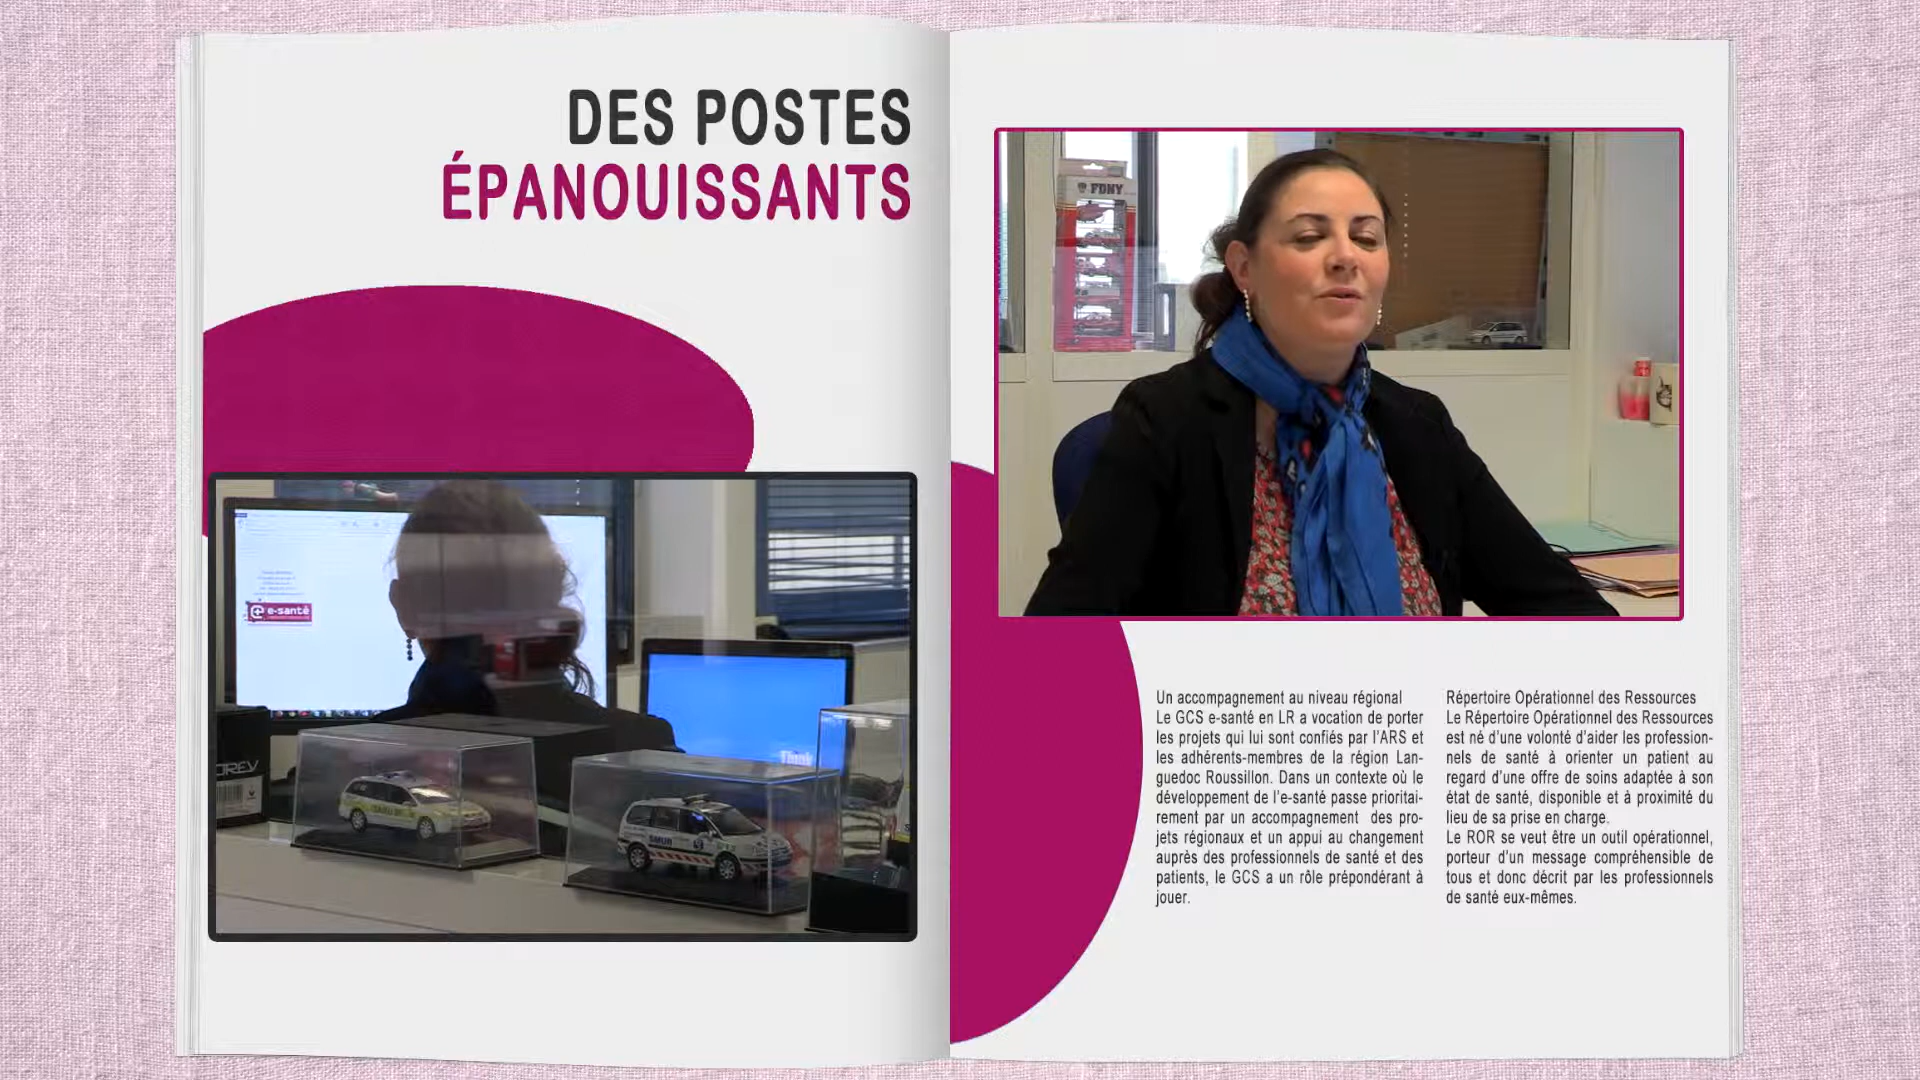 DES POSTES
ÉPANOUISSANTS
FDNY
e-santé
Think
OREV
SMUR
Un accompagnement au niveau régional
Le GCS e-santé en LR a vocation de porter
les projets qui lui sont confiés par l'ARS et
les adhérents-membres de la région Lan-
guedoc Roussillon. Dans un contexte où le
développement de l'e-santé passe prioritai-
rement par un accompagnement des pro-
jets régionaux et un appui au changement
auprès des professionnels de santé et des
patients, le GCS a un rôle prépondérant à
jouer.
Répertoire Opérationnel des Ressources
Le Répertoire Opérationnel des Ressources
est né d'une volonté d'aider les profession-
nels de santé à orienter un patient au
regard d'une offre de soins adaptée à son
état de santé, disponible et à proximité du
lieu de sa prise en charge.
Le ROR se veut être un outil opérationnel,
porteur d'un message compréhensible de
tous et donc décrit par les professionnels
de santé eux-mêmes.